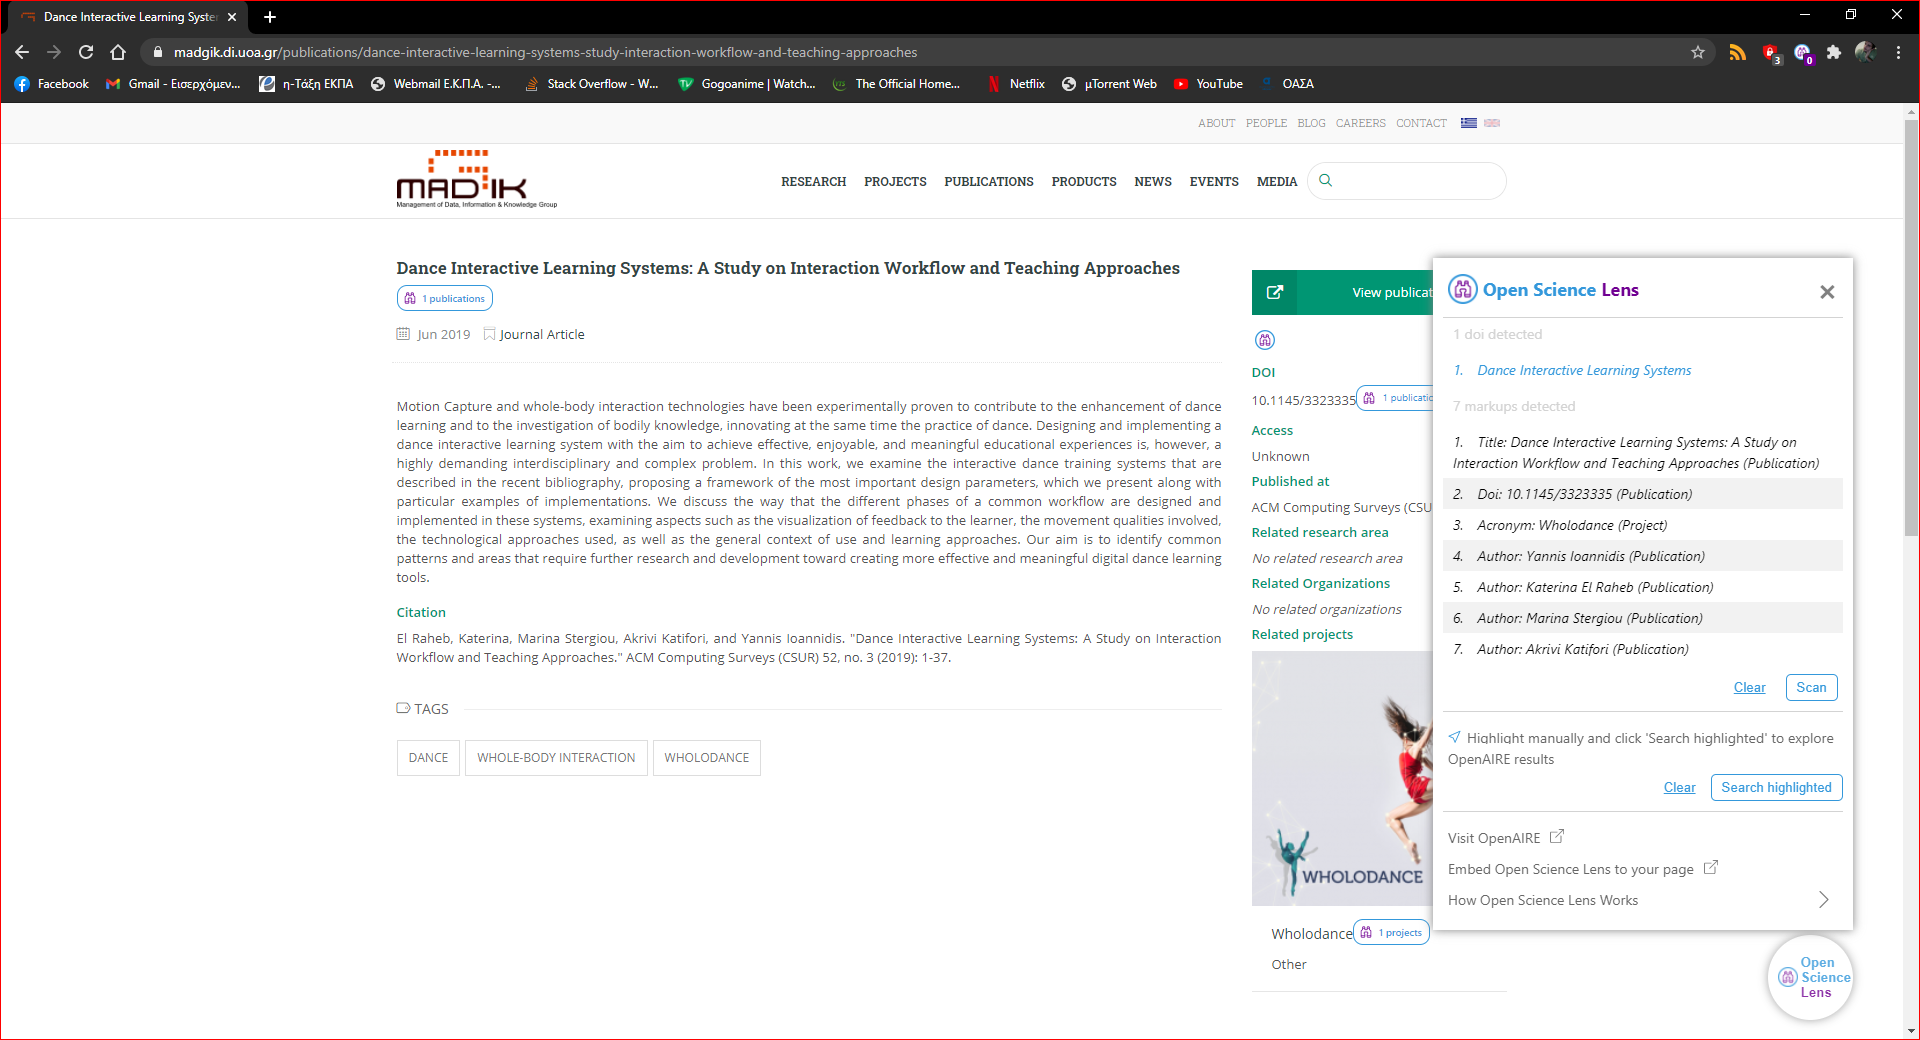 Dance Interactive Learning Syste
madgik.di.uoa.gr/publications/dance-interactive-learning-systems-study-interaction-workflow-and-teaching-approaches
3
0
Facebook
Gmail - Εισερχόμεν...
η-Τάξη ΕΚΠΑ
Webmail Ε.Κ.Π.Α. -...
Stack Overflow - W...
Gogoanime | Watch...
The Official Home...
Netflix
µTorrent Web
YouTube
ΟΑΣΑ
ABOUT PEOPLE BLOG CAREERS CONTACT
MADGIK
Management of Data, Information & Knowledge Group
RESEARCH PROJECTS PUBLICATIONS PRODUCTS NEWS EVENTS MEDIA
Dance Interactive Learning Systems: A Study on Interaction Workflow and Teaching Approaches
1 publications
Jun 2019 Journal Article
Motion Capture and whole-body interaction technologies have been experimentally proven to contribute to the enhancement of dance
learning and to the investigation of bodily knowledge, innovating at the same time the practice of dance. Designing and implementing a
dance interactive learning system with the aim to achieve effective, enjoyable, and meaningful educational experiences is, however, a
highly demanding interdisciplinary and complex problem. In this work, we examine the interactive dance training systems that are
described in the recent bibliography, proposing a framework of the most important design parameters, which we present along with
particular examples of implementations. We discuss the way that the different phases of a common workflow are designed and
implemented in these systems, examining aspects such as the visualization of feedback to the learner, the movement qualities involved,
the technological approaches used, as well as the general context of use and learning approaches. Our aim is to identify common
patterns and areas that require further research and development toward creating more effective and meaningful digital dance learning
tools.
Citation
El Raheb, Katerina, Marina Stergiou, Akrivi Katifori, and Yannis Ioannidis. "Dance Interactive Learning Systems: A Study on Interaction
Workflow and Teaching Approaches." ACM Computing Surveys (CSUR) 52, no. 3 (2019): 1-37.
TAGS
DANCE
WHOLE-BODY INTERACTION
WHOLODANCE
View publicat
DOI
10.1145/3323335
1 publicatio
Access
Unknown
Published at
ACM Computing Surveys (CSU
Related research area
No related research area
Related Organizations
No related organizations
Related projects
WHOLODANCE
Wholodance
1 projects
Other
Open Science Lens
1 doi detected
1. Dance Interactive Learning Systems
7 markups detected
1. Title: Dance Interactive Learning Systems: A Study on
Interaction Workflow and Teaching Approaches (Publication)
2. Doi: 10.1145/3323335 (Publication)
3. Acronym: Wholodance (Project)
4. Author: Yannis Ioannidis (Publication)
5. Author: Katerina El Raheb (Publication)
6. Author: Marina Stergiou (Publication)
7. Author: Akrivi Katifori (Publication)
Clear
Scan
Highlight manually and click 'Search highlighted' to explore
OpenAIRE results
Clear
Search highlighted
Visit OpenAIRE
Embed Open Science Lens to your page
How Open Science Lens Works
Open
Science
Lens